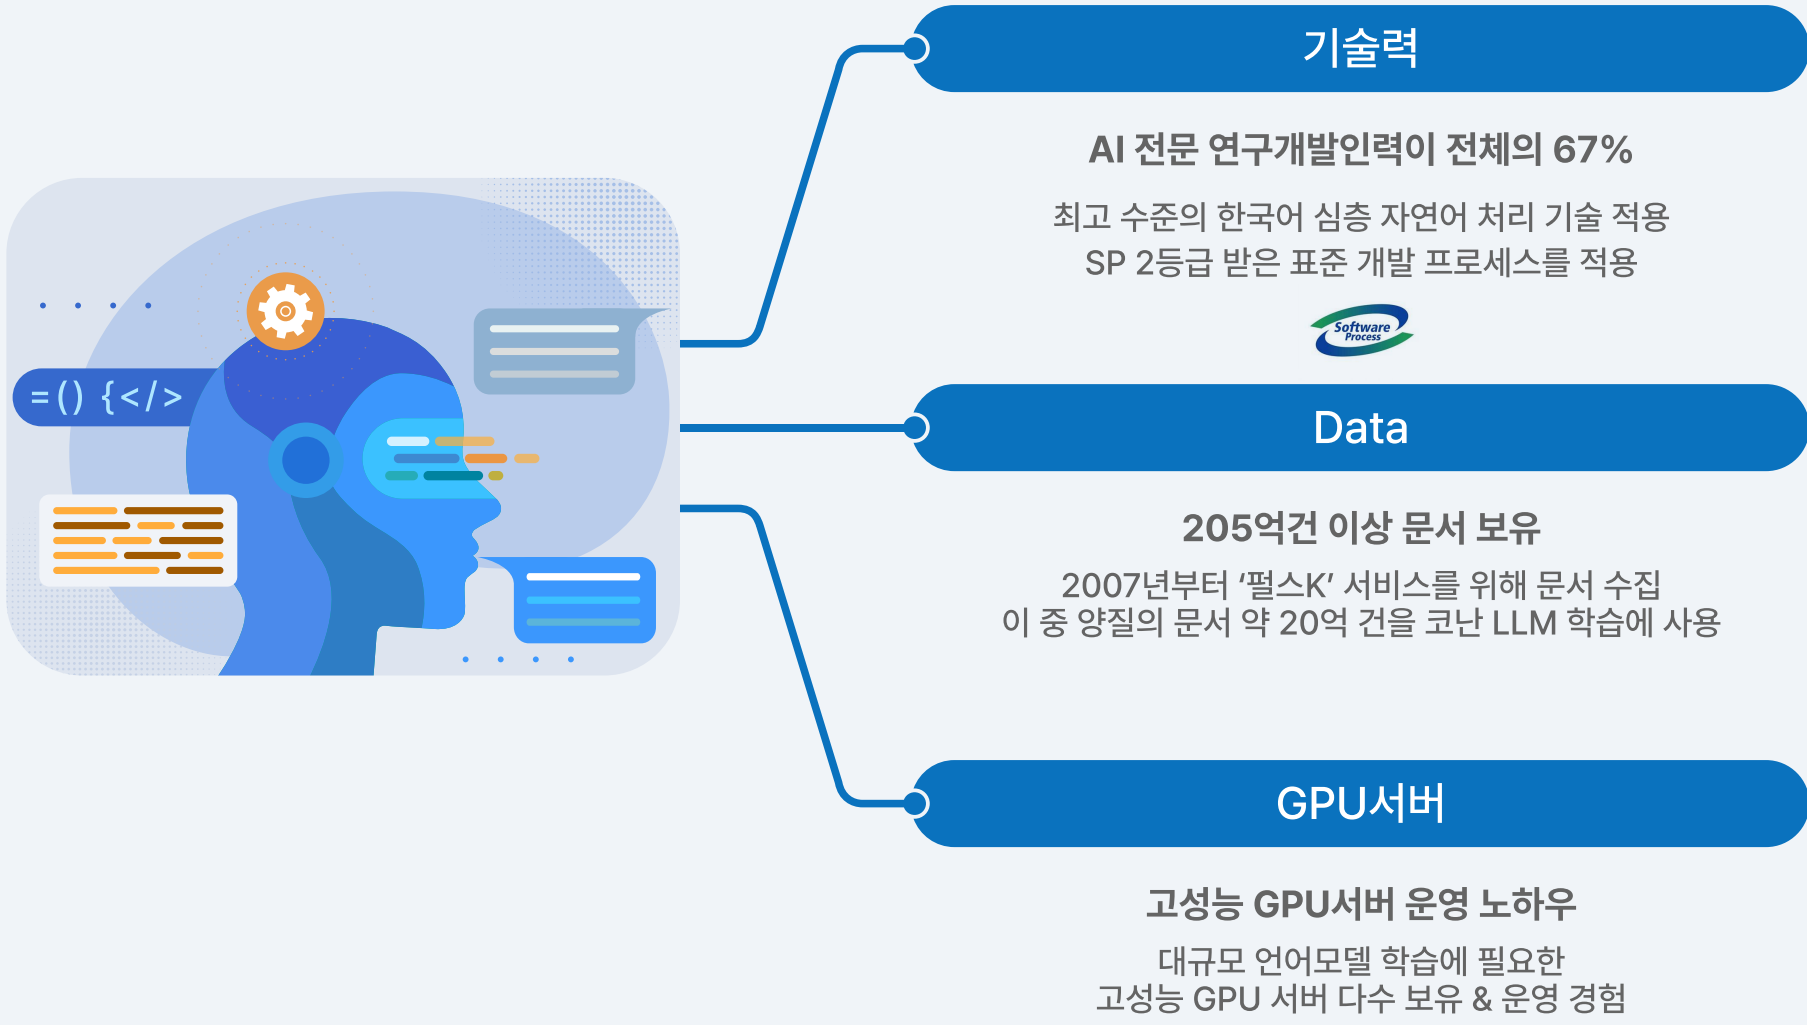 기술력
AI 전문 연구개발인력이 전체의 67%
최고 수준의 한국어 심층 자연어 처리 기술 적용
SP 2등급 받은 표준 개발 프로세스를 적용
Software
Process
=() {</>
Data
205억건 이상 문서 보유
2007년부터 ‘펄스K’ 서비스를 위해 문서 수집
이 중 양질의 문서 약 20억 건을 코난 LLM 학습에 사용
GPU서버
고성능 GPU서버 운영 노하우
대규모 언어모델 학습에 필요한
고성능 GPU 서버 다수 보유 & 운영 경험